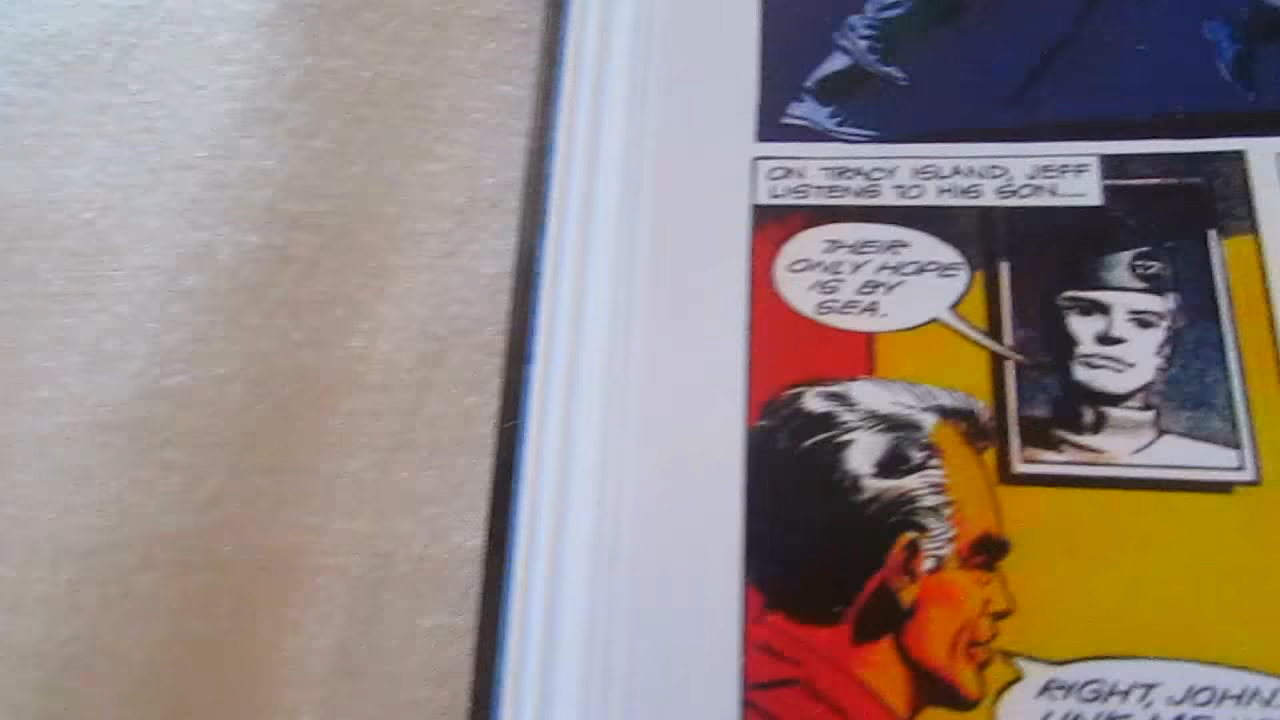 ON TRACY ISLAND, JEFF
LISTENS TO HIS SON...
THEIR
ONLY HOPE
IS BY
SEA.
RIGHT, JOHN.